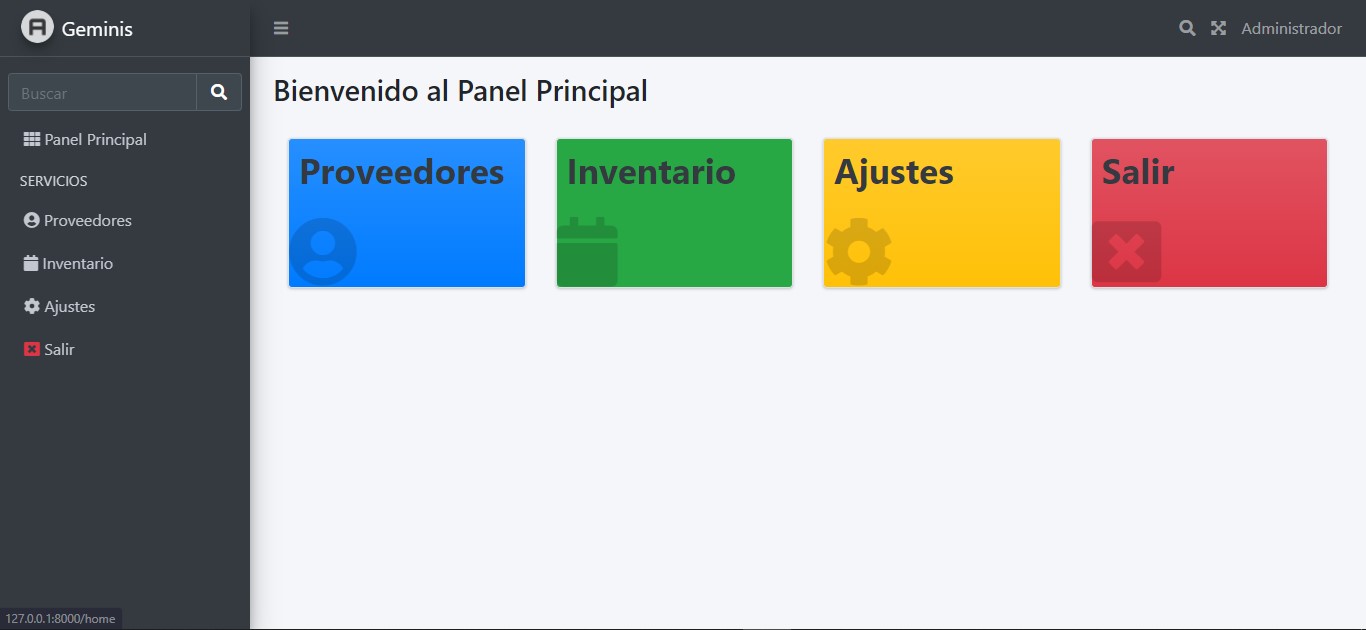 Geminis
Administrador
Buscar
Panel Principal
SERVICIOS
Proveedores
Inventario
Ajustes
Salir
Bienvenido al Panel Principal
Proveedores
Inventario
Ajustes
Salir
127.0.0.1:8000/home